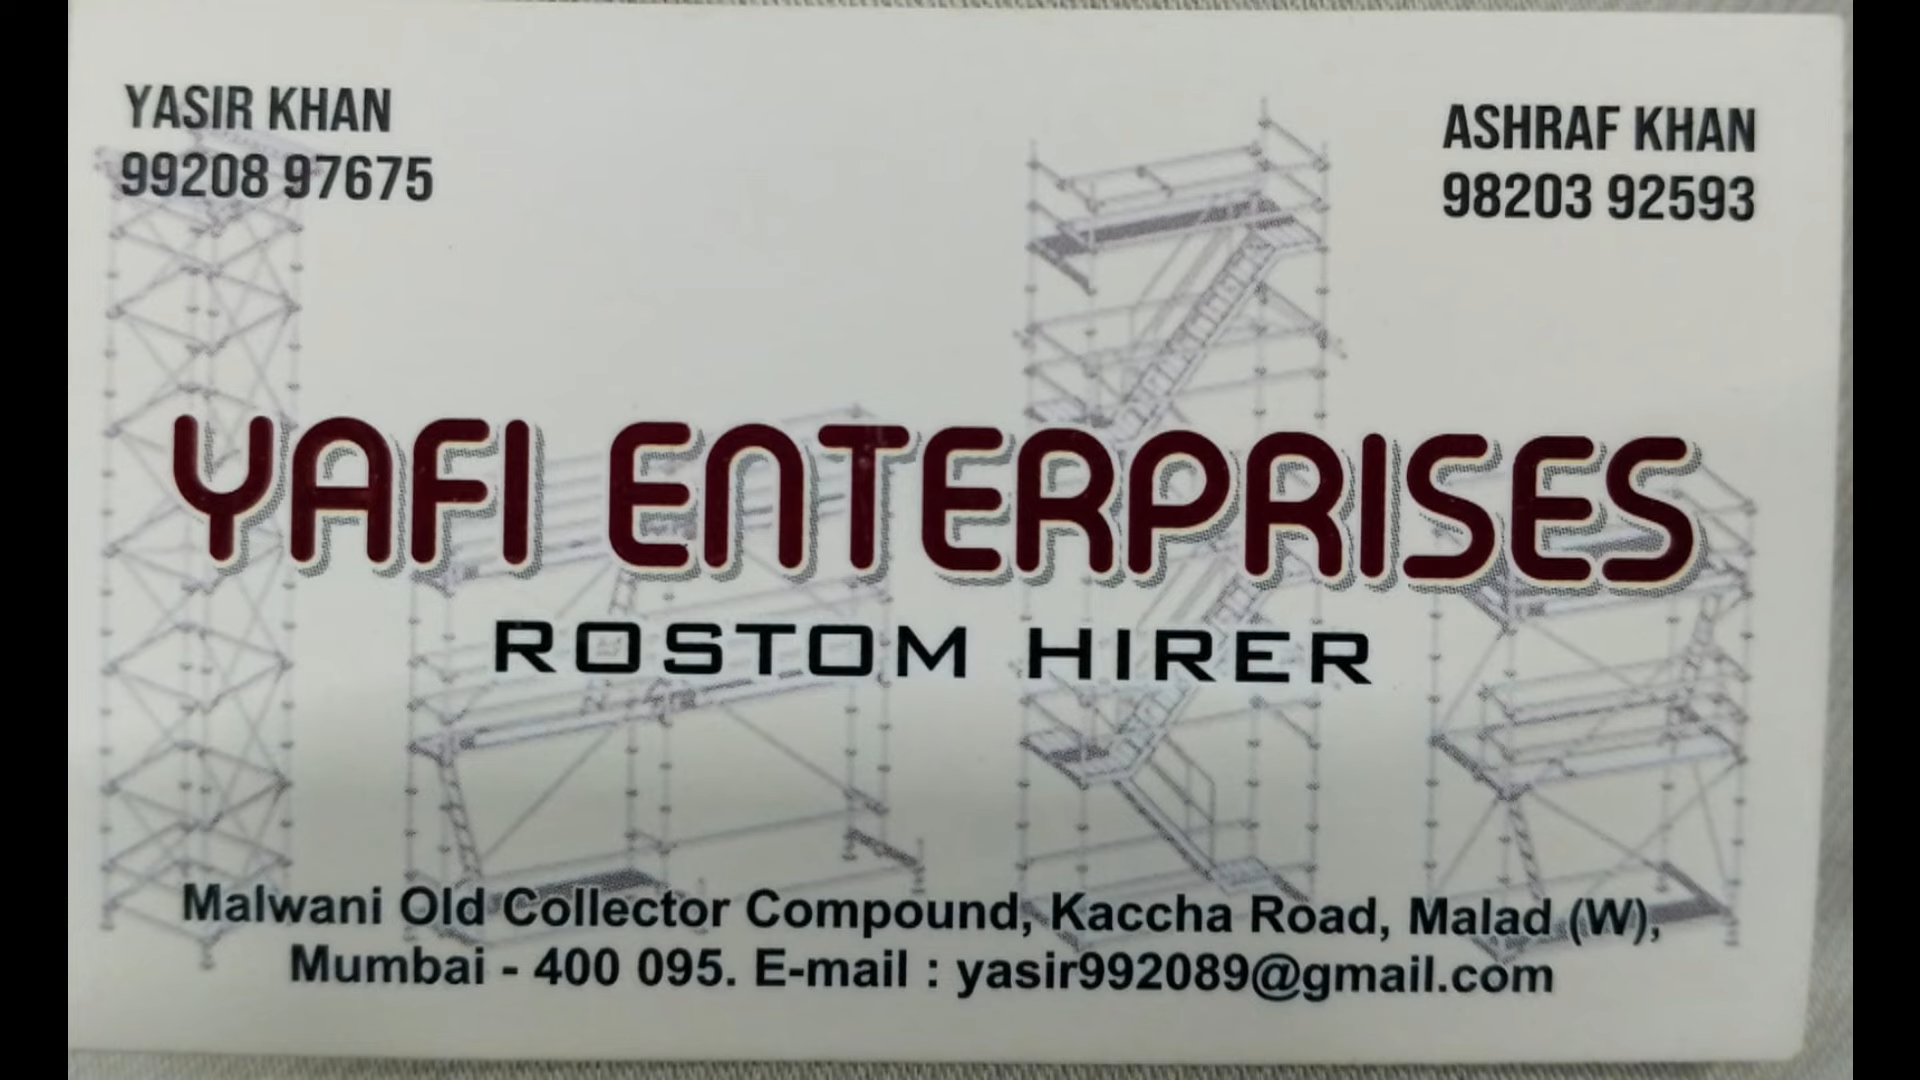 YASIR KHAN
99208 97675
ASHRAF KHAN
98203 92593
YAFI ENTERPRISES
ROSTOM HIRER
Malwani Old Collector Compound, Kaccha Road, Malad (W),
Mumbai - 400 095. E-mail : yasir992089@gmail.com